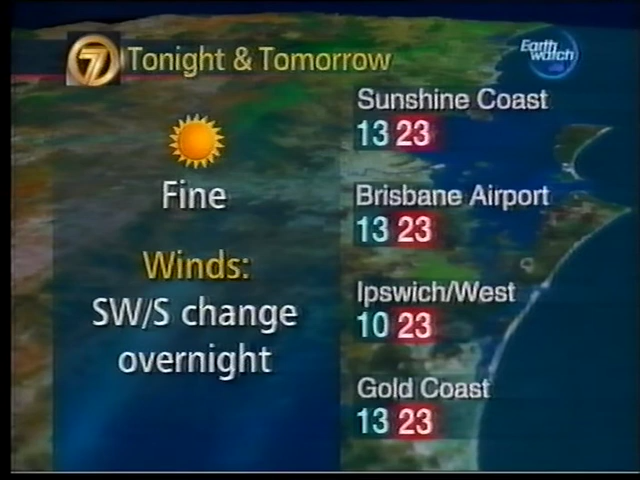 7 Tonight & Tomorrow
Earth
watch
Fine
Winds:
SW/S change
overnight
Sunshine Coast
13 23
Brisbane Airport
13 23
Ipswich/West
10 23
Gold Coast
13 23